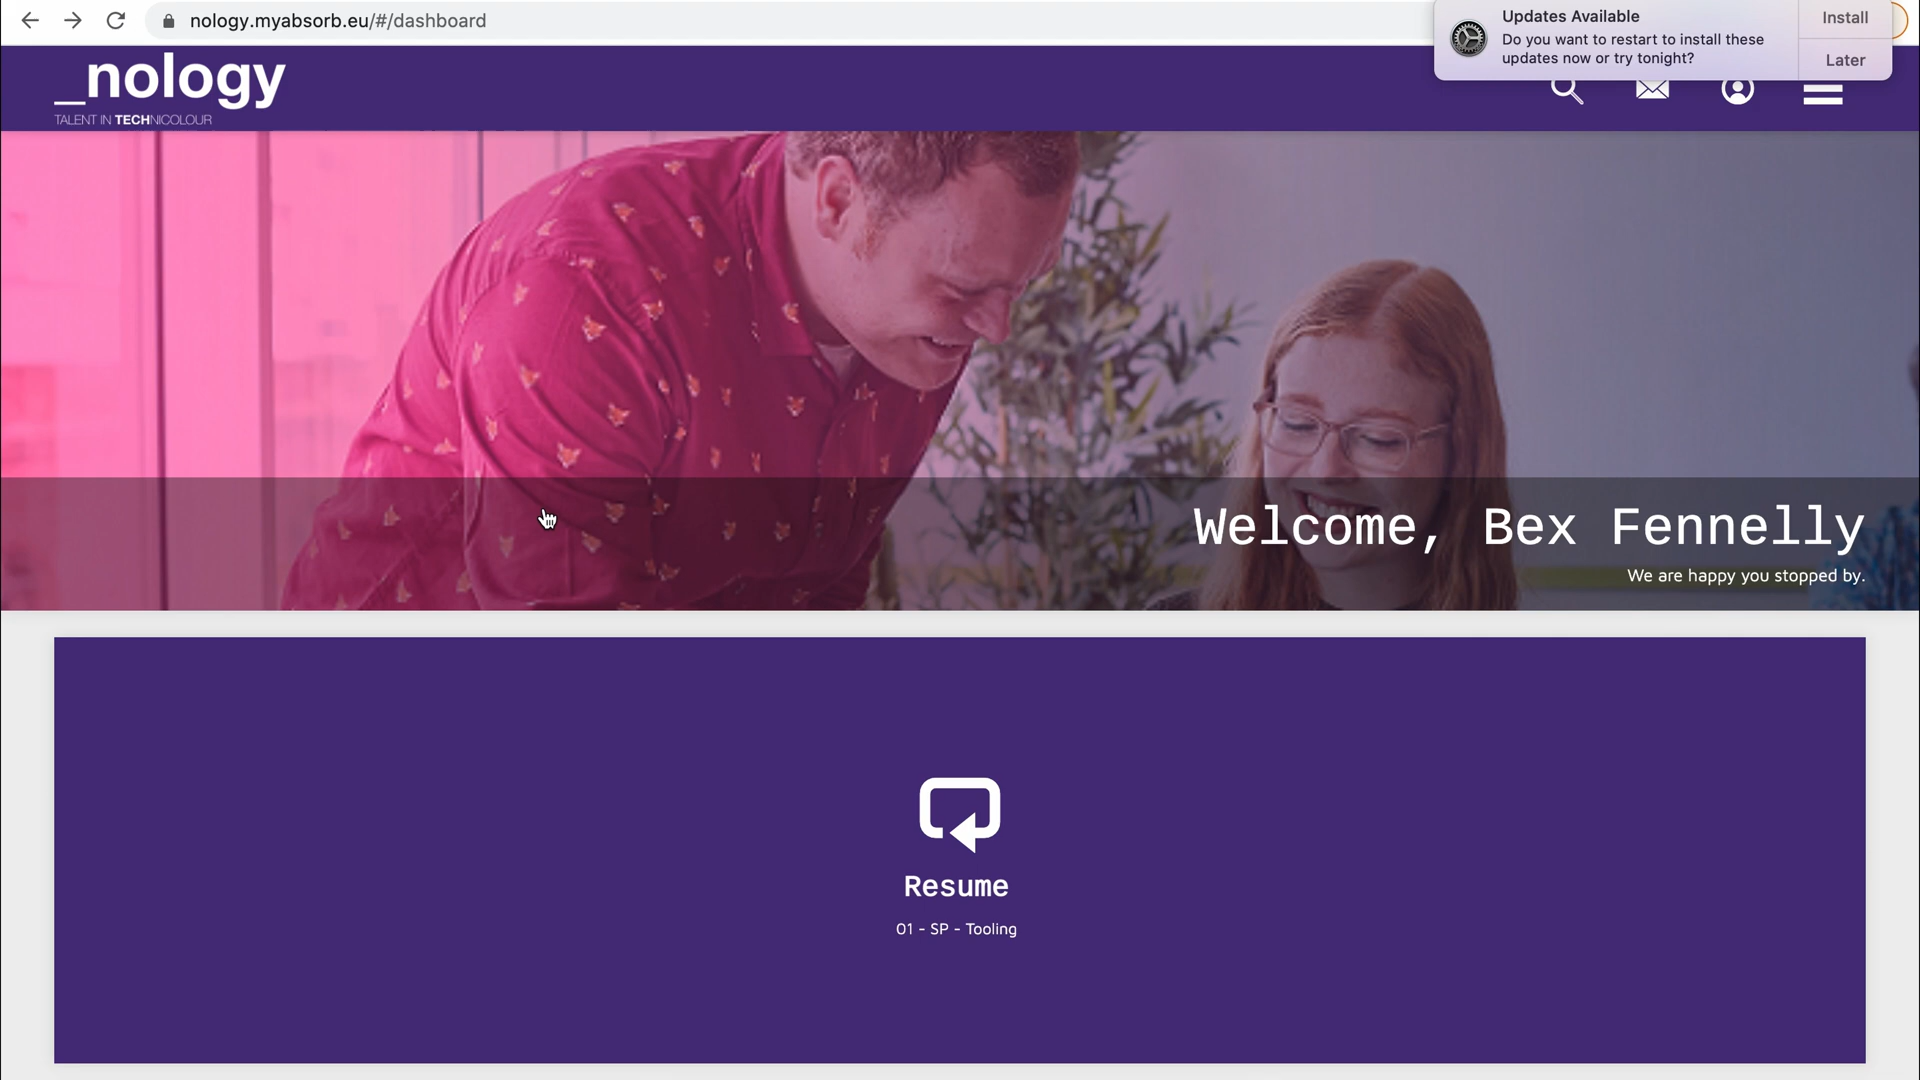 nology.myabsorb.eu/#/dashboard
Updates Available
Do you want to restart to install these
updates now or try tonight?
Install
Later
_nology
TALENT IN TECHNICOLOUR
Welcome, Bex Fennelly
We are happy you stopped by.
Resume
01 - SP - Tooling